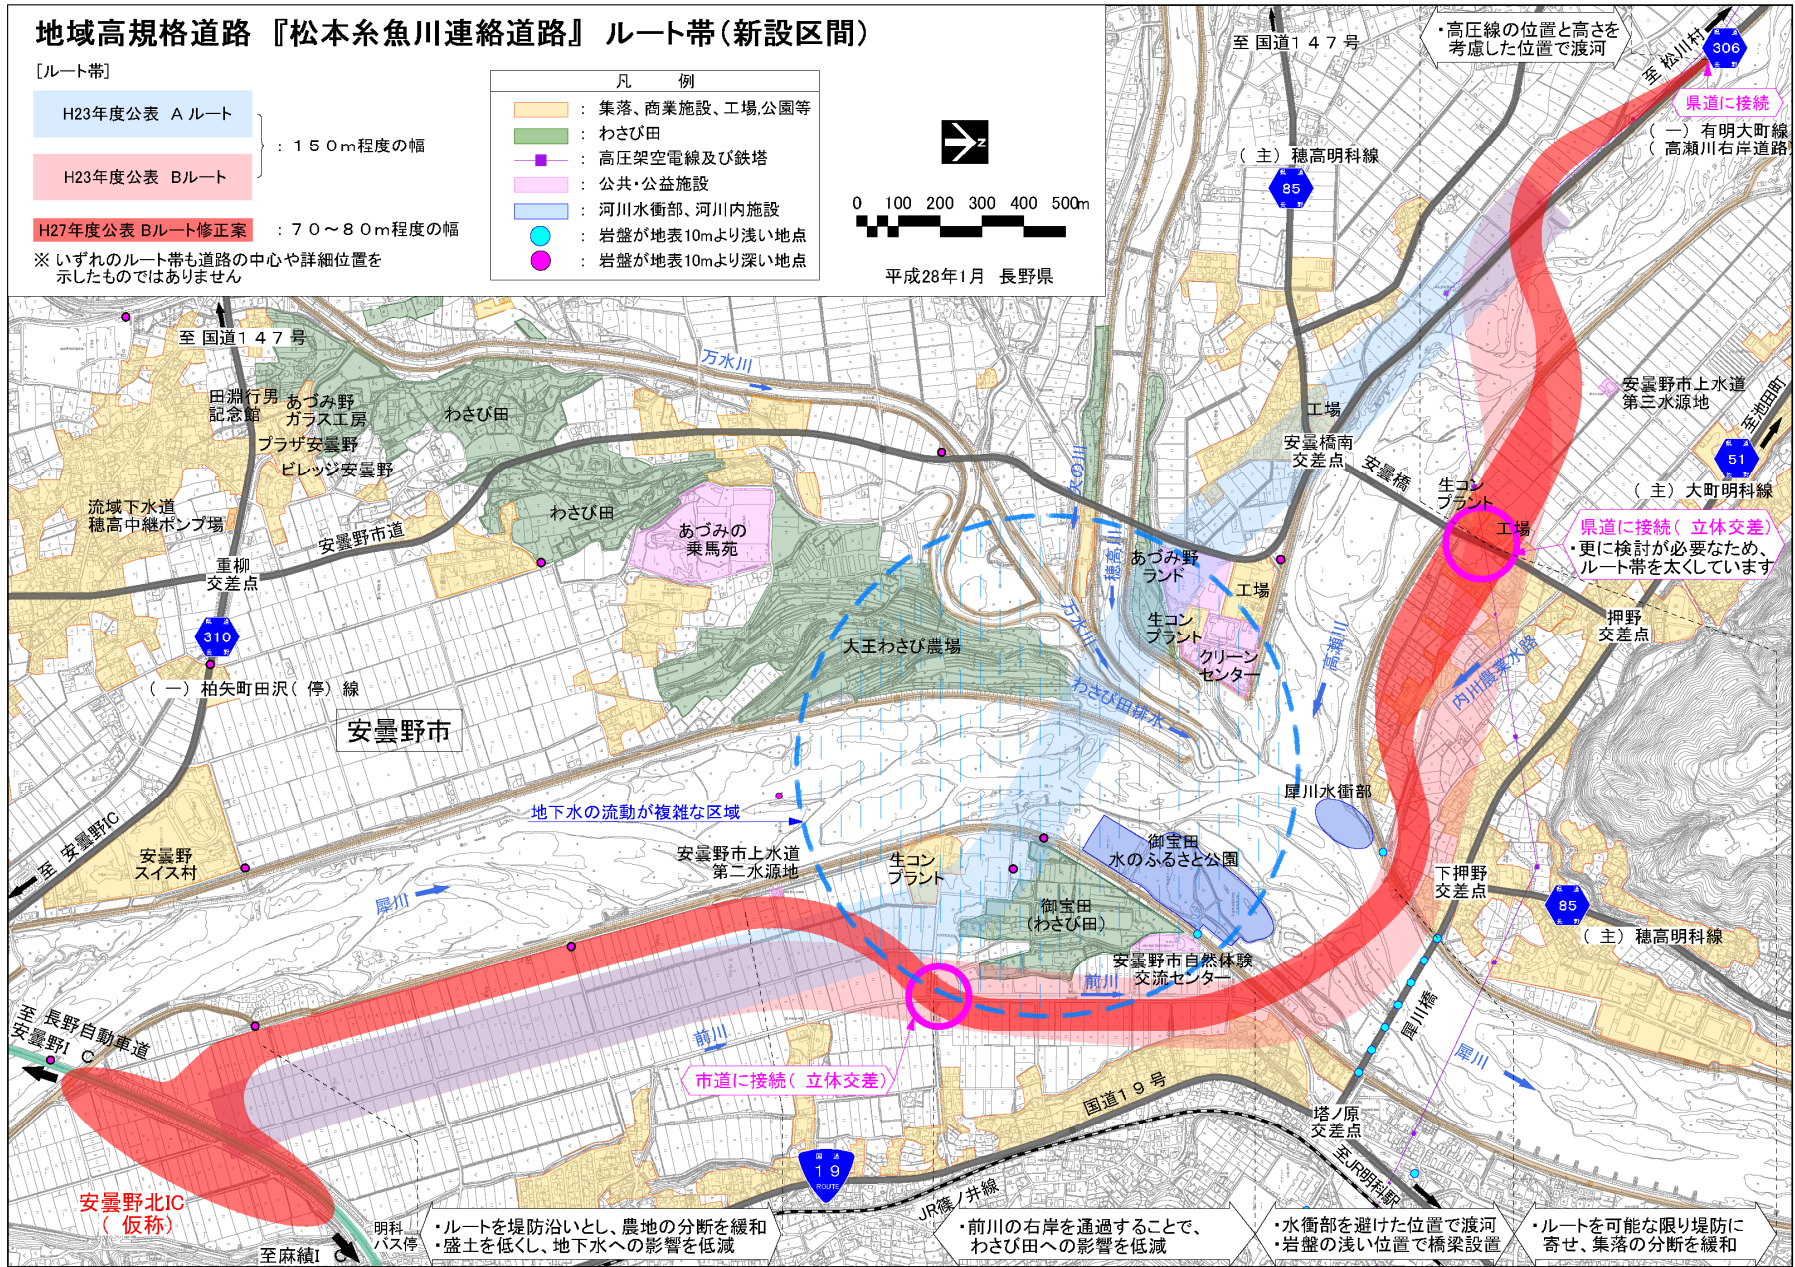 地域高規格道路 『松本糸魚川連絡道路』 ルート帯(新設区間)
[ルート帯]
H23年度公表 A ルート
H23年度公表 Bルート
：１５０m程度の幅
H27年度公表 Bルート修正案
：７０～８０m程度の幅
※ いずれのルート帯も道路の中心や詳細位置を
示したものではありません
凡 例
：集落、商業施設、工場,公園等
：わさび田
：高圧架空電線及び鉄塔
：公共・公益施設
：河川水衝部、河川内施設
：岩盤が地表10mより浅い地点
：岩盤が地表10mより深い地点
N
0 100 200 300 400 500m
平成28年1月 長野県
至 国道１４７号
・高圧線の位置と高さを
考慮した位置で渡河
至 松川村
県道
306
長野
県道に接続
(一) 有明大町線
( 高瀬川右岸道路
(主) 穂高明科線
県道
85
長野
至 国道１４７号
田淵行男
記念館
あづみ野
ガラス工房
プラザ安曇野
ビレッジ安曇野
わさび田
万水川
流域下水道
穂高中継ポンプ場
安曇野市道
わさび田
あづみの
乗馬苑
重柳
交差点
県道
310
長野
(一) 柏矢町田沢(停)線
安曇野市
大王わさび農場
欠の川
穂高川
万水川
わさび田排水
あづみ野
ランド
工場
生コン
プラント
クリーン
センター
高瀬川
工場
安曇橋南
交差点
安曇橋
生コン
プラント
工場
安曇野市上水道
第三水源地
至池田町
県道
51
長野
(主) 大町明科線
県道に接続( 立体交差)
・更に検討が必要なため、
ルート帯を太くしています
押野
交差点
内川農業水路
犀川水衝部
下押野
交差点
県道
85
長野
(主) 穂高明科線
至 安曇野IC
安曇野
スイス村
犀川
地下水の流動が複雑な区域
安曇野市上水道
第二水源地
生コン
プラント
御宝田
水のふるさと公園
御宝田
(わさび田)
安曇野市自然体験
交流センター
前川
前川
犀川橋
犀川
至 長野自動車道
安曇野I C
市道に接続( 立体交差)
国道１９号
塔ノ原
交差点
至JR明科駅
国道
19
ROUTE
JR篠ノ井線
安曇野北IC
( 仮称)
明科
バス停
至麻績I C
・ルートを堤防沿いとし、農地の分断を緩和
・盛土を低くし、地下水への影響を低減
・前川の右岸を通過することで、
わさび田への影響を低減
・水衝部を避けた位置で渡河
・岩盤の浅い位置で橋梁設置
・ルートを可能な限り堤防に
寄せ、集落の分断を緩和